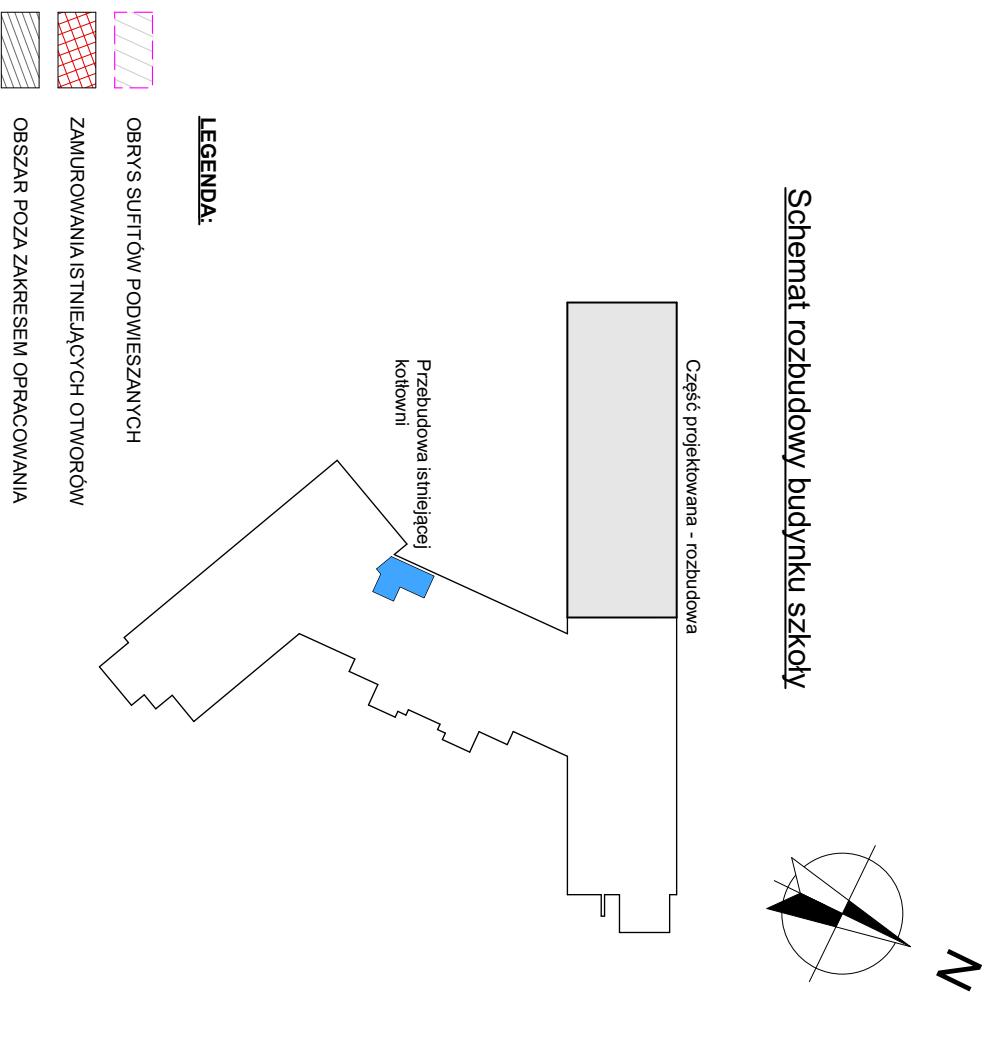 Schemat rozbudowy budynku szkoły
N
Część projektowana - rozbudowa
Przebudowa istniejącej
kotłowni
LEGENDA:
OBRYS SUFITÓW PODWIESZANYCH
ZAMUROWANIA ISTNIEJĄCYCH OTWORÓW
OBSZAR POZA ZAKRESEM OPRACOWANIA